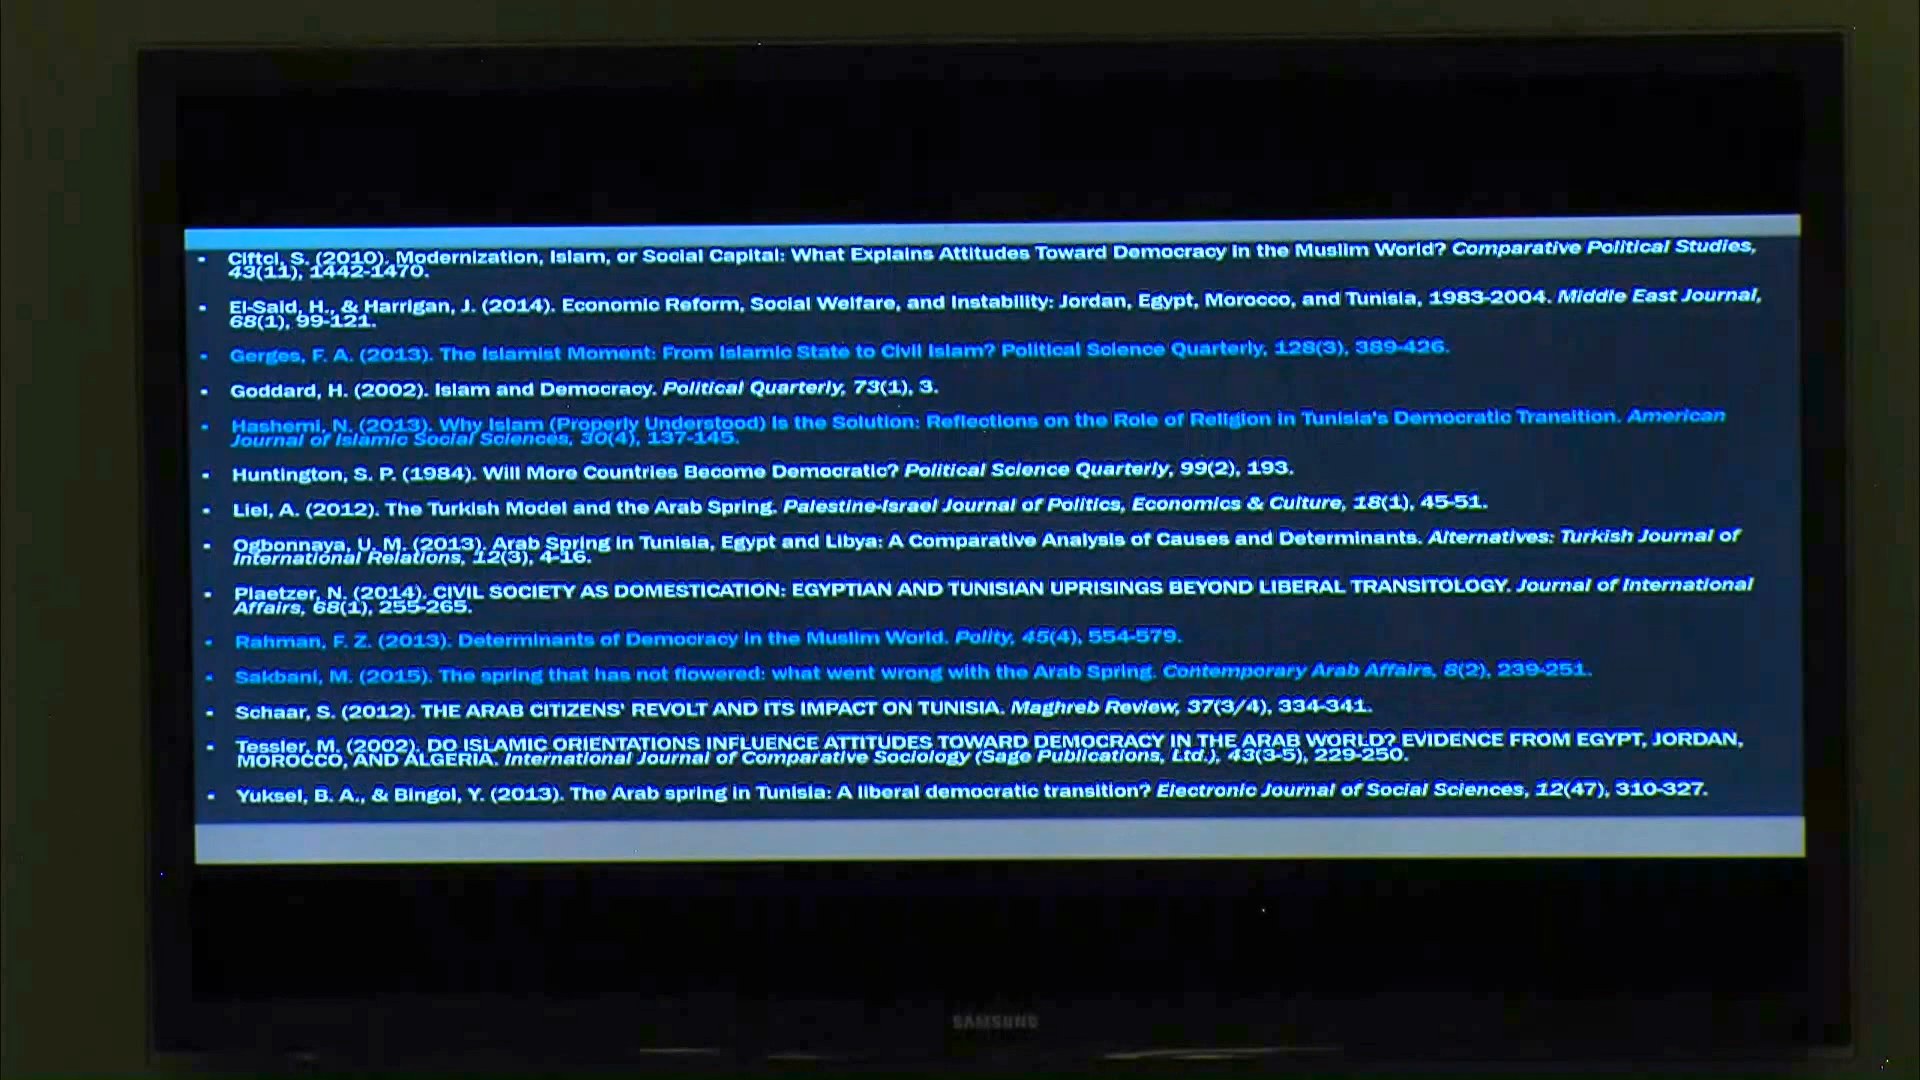 • Ciftci, S. (2010). Modernization, Islam, or Social Capital: What Explains Attitudes Toward Democracy in the Muslim World? Comparative Political Studies,
43(11), 1442-1470.
• El-Said, H., & Harrigan, J. (2014). Economic Reform, Social Welfare, and Instability: Jordan, Egypt, Morocco, and Tunisia, 1983-2004. Middle East Journal,
68(1), 99-121.
• Gerges, F. A. (2013). The Islamist Moment: From Islamic State to Civil Islam? Political Science Quarterly, 128(3), 389-426.
• Goddard, H. (2002). Islam and Democracy. Political Quarterly, 73(1), 3.
• Hashemi, N. (2013). Why Islam (Properly Understood) Is the Solution: Reflections on the Role of Religion in Tunisia's Democratic Transition. American
Journal of Islamic Social Sciences, 30(4), 137-145.
• Huntington, S. P. (1984). Will More Countries Become Democratic? Political Science Quarterly, 99(2), 193.
• Liel, A. (2012). The Turkish Model and the Arab Spring. Palestine-Israel Journal of Politics, Economics & Culture, 18(1), 45-51.
• Ogbonnaya, U. M. (2013). Arab Spring in Tunisia, Egypt and Libya: A Comparative Analysis of Causes and Determinants. Alternatives: Turkish Journal of
International Relations, 12(3), 4-16.
• Plaetzer, N. (2014). CIVIL SOCIETY AS DOMESTICATION: EGYPTIAN AND TUNISIAN UPRISINGS BEYOND LIBERAL TRANSITOLOGY. Journal of International
Affairs, 68(1), 255-265.
• Rahman, F. Z. (2013). Determinants of Democracy in the Muslim World. Polity, 45(4), 554-579.
• Sakbani, M. (2015). The spring that has not flowered: what went wrong with the Arab Spring. Contemporary Arab Affairs, 8(2), 239-251.
• Schaar, S. (2012). THE ARAB CITIZENS' REVOLT AND ITS IMPACT ON TUNISIA. Maghreb Review, 37(3/4), 334-341.
• Tessler, M. (2002). DO ISLAMIC ORIENTATIONS INFLUENCE ATTITUDES TOWARD DEMOCRACY IN THE ARAB WORLD? EVIDENCE FROM EGYPT, JORDAN,
MOROCCO, AND ALGERIA. International Journal of Comparative Sociology (Sage Publications, Ltd.), 43(3-5), 229-250.
• Yuksel, B. A., & Bingol, Y. (2013). The Arab spring in Tunisia: A liberal democratic transition? Electronic Journal of Social Sciences, 12(47), 310-327.
SAMSUNG